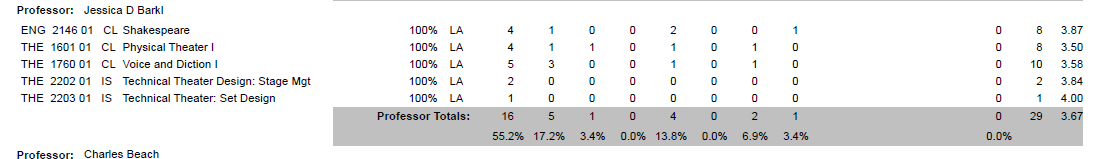 Professor: Jessica D Barkl
ENG 2146 01 CL Shakespeare 100% LA 4 1 0 0 2 0 0 1 0 8 3.87
THE 1601 01 CL Physical Theater I 100% LA 4 1 1 0 1 0 1 0 0 8 3.50
THE 1760 01 CL Voice and Diction I 100% LA 5 3 0 0 1 0 1 0 0 10 3.58
THE 2202 01 IS Technical Theater Design: Stage Mgt 100% LA 2 0 0 0 0 0 0 0 0 2 3.84
THE 2203 01 IS Technical Theater: Set Design 100% LA 1 0 0 0 0 0 0 0 0 1 4.00
Professor Totals: 16 5 1 0 4 0 2 1 0 29 3.67
55.2% 17.2% 3.4% 0.0% 13.8% 0.0% 6.9% 3.4% 0.0%
Professor: Charles Beach